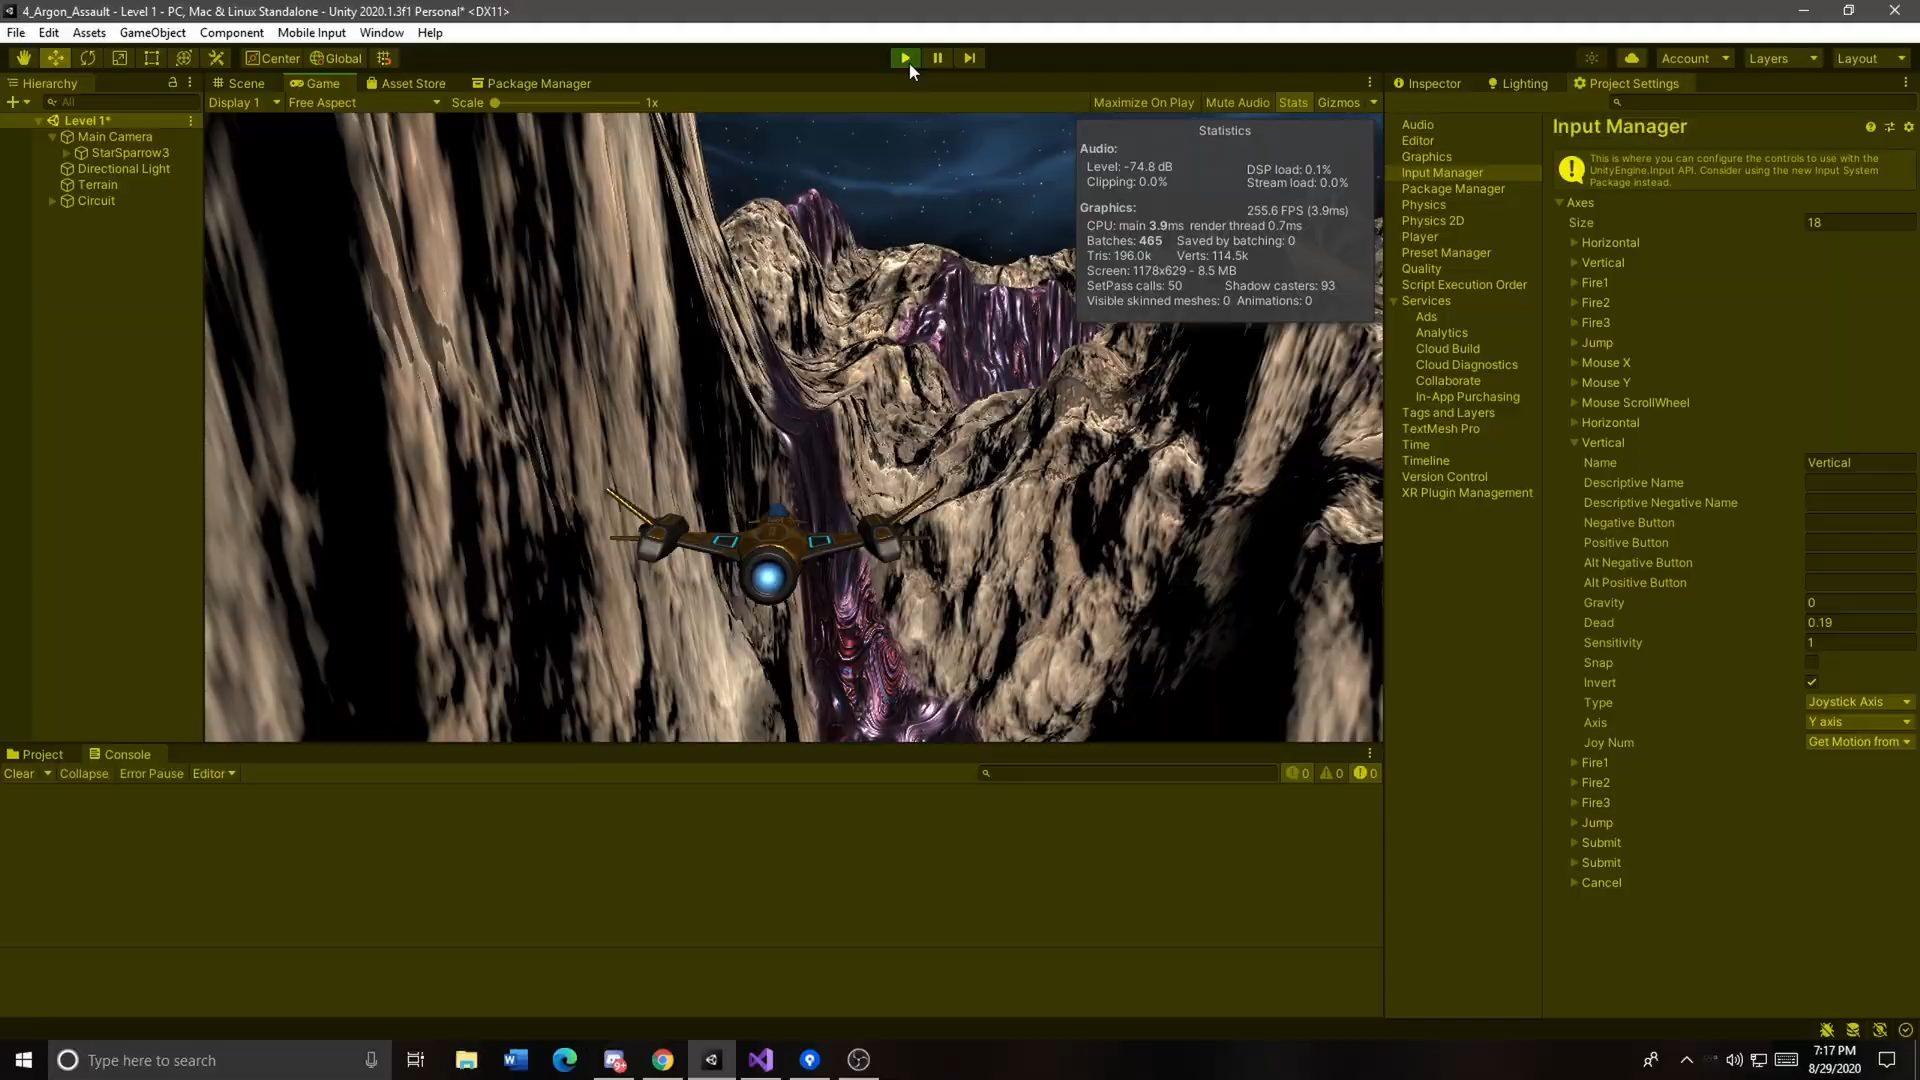 4_Argon_Assault - Level 1 - PC, Mac & Linux Standalone - Unity 2020.1.3f1 Personal* <DX11>
File Edit Assets GameObject Component Mobile Input Window Help
Center Global Account Layers Layout
Hierarchy Scene Game Asset Store Package Manager Inspector Lighting Project Settings
All Display 1 Free Aspect Scale 1x Maximize On Play Mute Audio Stats Gizmos
Level 1*
Main Camera
StarSparrow3
Directional Light
Terrain
Circuit
Statistics
Audio:
Level: -74.8 dB DSP load: 0.1%
Clipping: 0.0% Stream load: 0.0%
Graphics: 255.6 FPS (3.9ms)
CPU: main 3.9ms render thread 0.7ms
Batches: 465 Saved by batching: 0
Tris: 196.0k Verts: 114.5k
Screen: 1178x629 - 8.5 MB
SetPass calls: 50 Shadow casters: 93
Visible skinned meshes: 0 Animations: 0
Audio
Editor
Graphics
Input Manager
Package Manager
Physics
Physics 2D
Player
Preset Manager
Quality
Script Execution Order
Services
Ads
Analytics
Cloud Build
Cloud Diagnostics
Collaborate
In-App Purchasing
Tags and Layers
TextMesh Pro
Time
Timeline
Version Control
XR Plugin Management
Input Manager
This is where you can configure the controls to use with the
UnityEngine.Input API. Consider using the new Input System
Package instead.
Axes
Size 18
Horizontal
Vertical
Fire1
Fire2
Fire3
Jump
Mouse X
Mouse Y
Mouse ScrollWheel
Horizontal
Vertical
Name Vertical
Descriptive Name
Descriptive Negative Name
Negative Button
Positive Button
Alt Negative Button
Alt Positive Button
Gravity 0
Dead 0.19
Sensitivity 1
Snap
Invert
Type Joystick Axis
Axis Y axis
Joy Num Get Motion from
Fire1
Fire2
Fire3
Jump
Submit
Submit
Cancel
Project Console
Clear Collapse Error Pause Editor 0 0 0
Type here to search
7:17 PM
8/29/2020